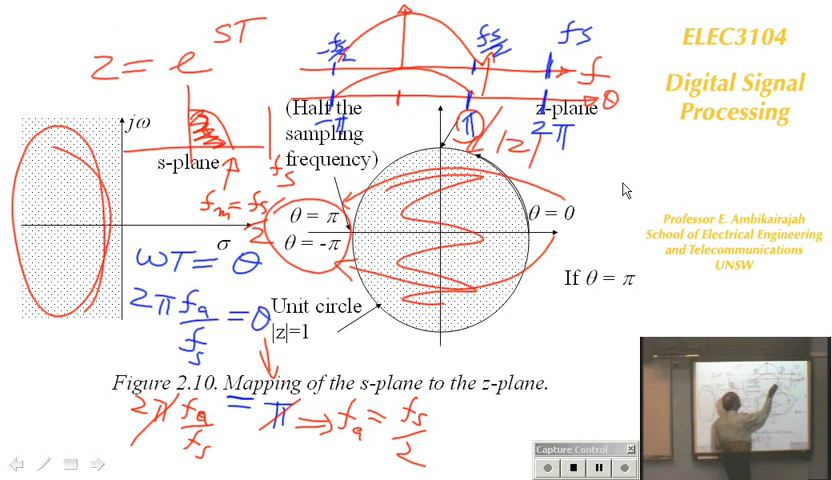 z = e^{ST}
-fs/2
fs/2
fs
f
θ
-π
π
2π
jω
s-plane
(Half the
sampling
frequency)
z-plane
|z|
fs
fm = fs/2
θ = π
θ = -π
θ = 0
σ
If θ = π
ωT = θ
2π fa/fs = θ
Unit circle
|z|=1
Figure 2.10. Mapping of the s-plane to the z-plane.
2π fa/fs = π ⇒ fa = fs/2
ELEC3104
Digital Signal
Processing
Professor E. Ambikairajah
School of Electrical Engineering
and Telecommunications
UNSW
Capture Control